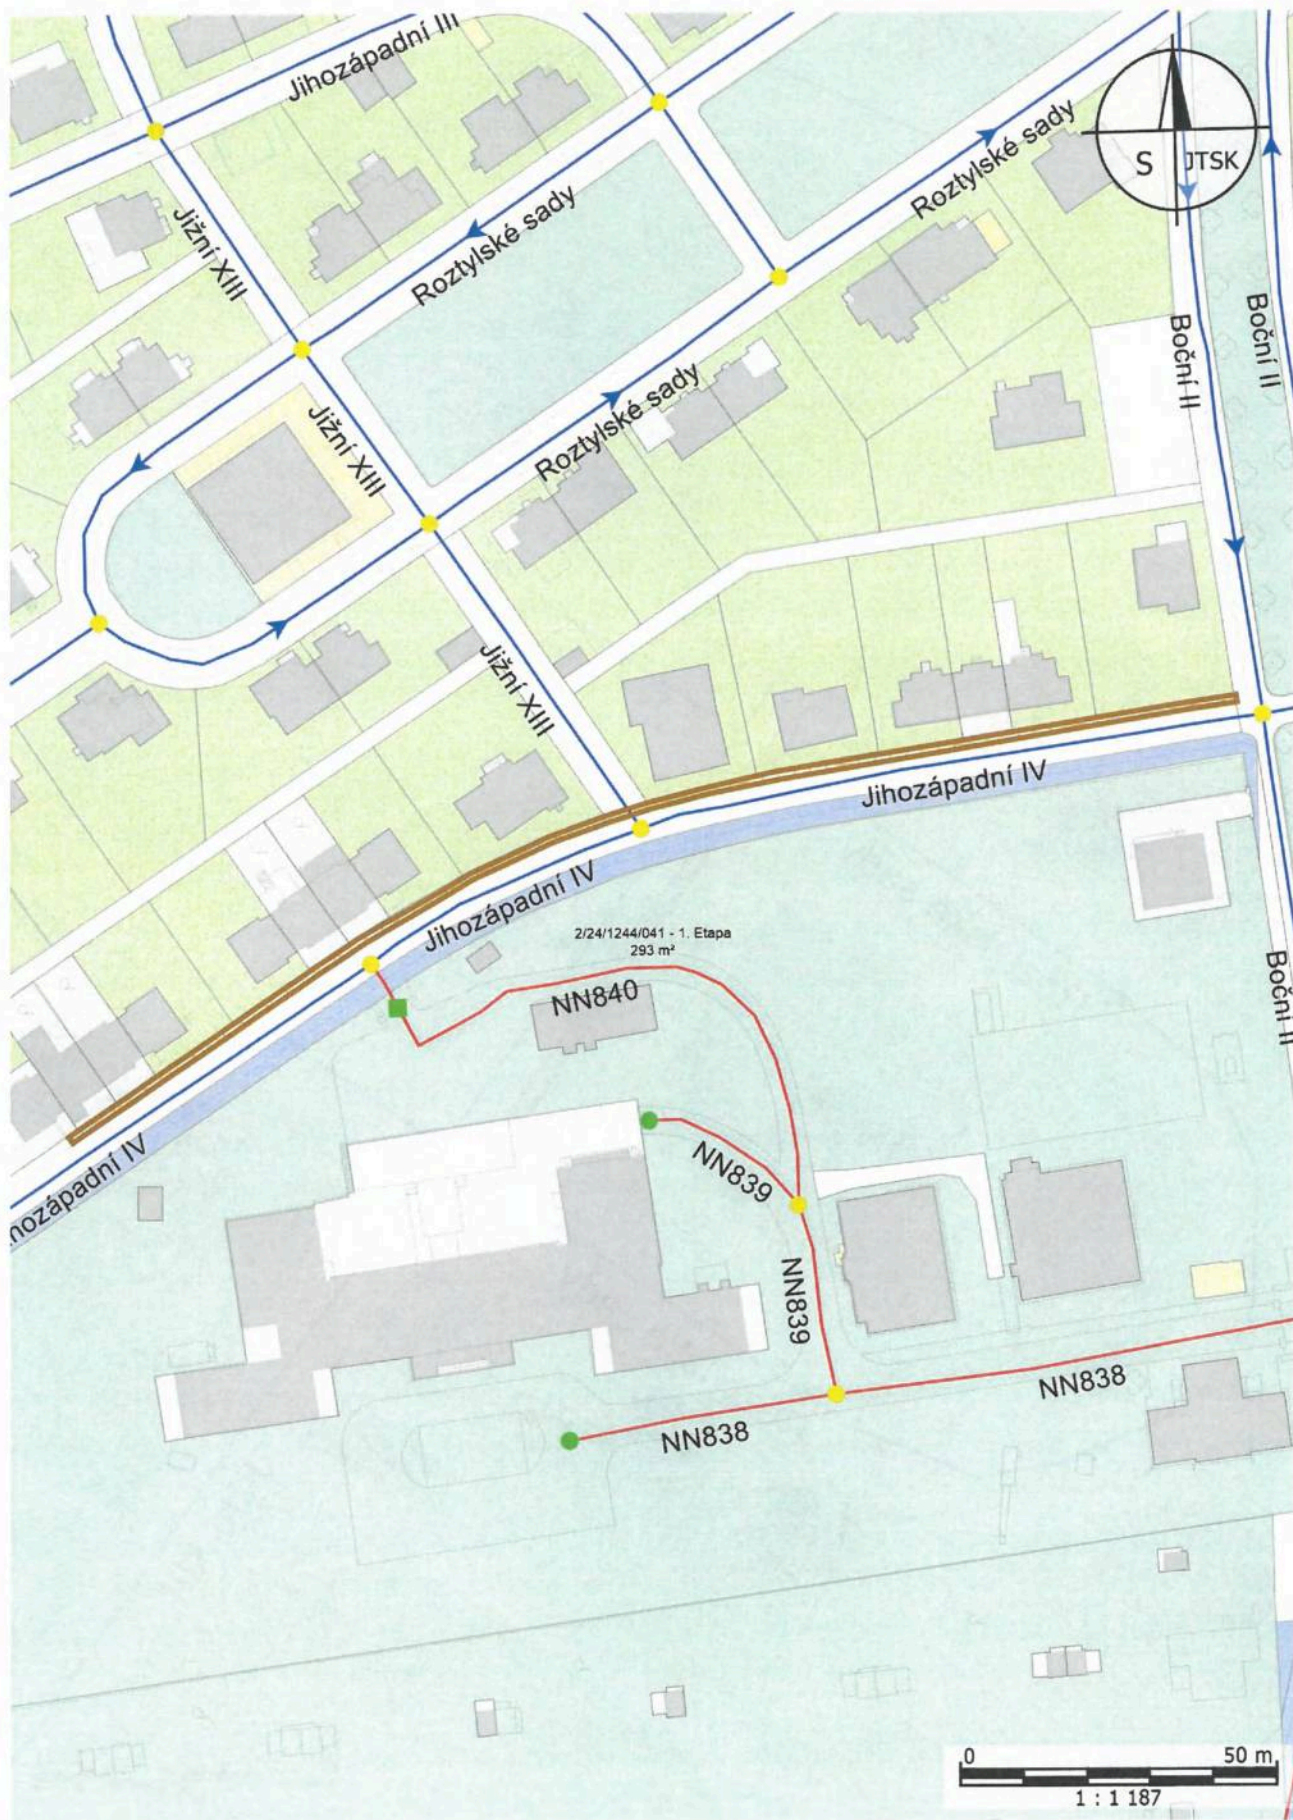 Jihozápadní III
Roztylské sady
S JTSK
Jižní XIII
Roztylské sady
Boční II
Boční II
Roztylské sady
Jižní XIII
Jižní XIII
Jihozápadní IV
Jihozápadní IV
2/24/1244/041 - 1. Etapa
293 m²
NN840
Boční II
NN839
hozápadní IV
NN839
NN838
NN838
0 50 m
1 : 1 187